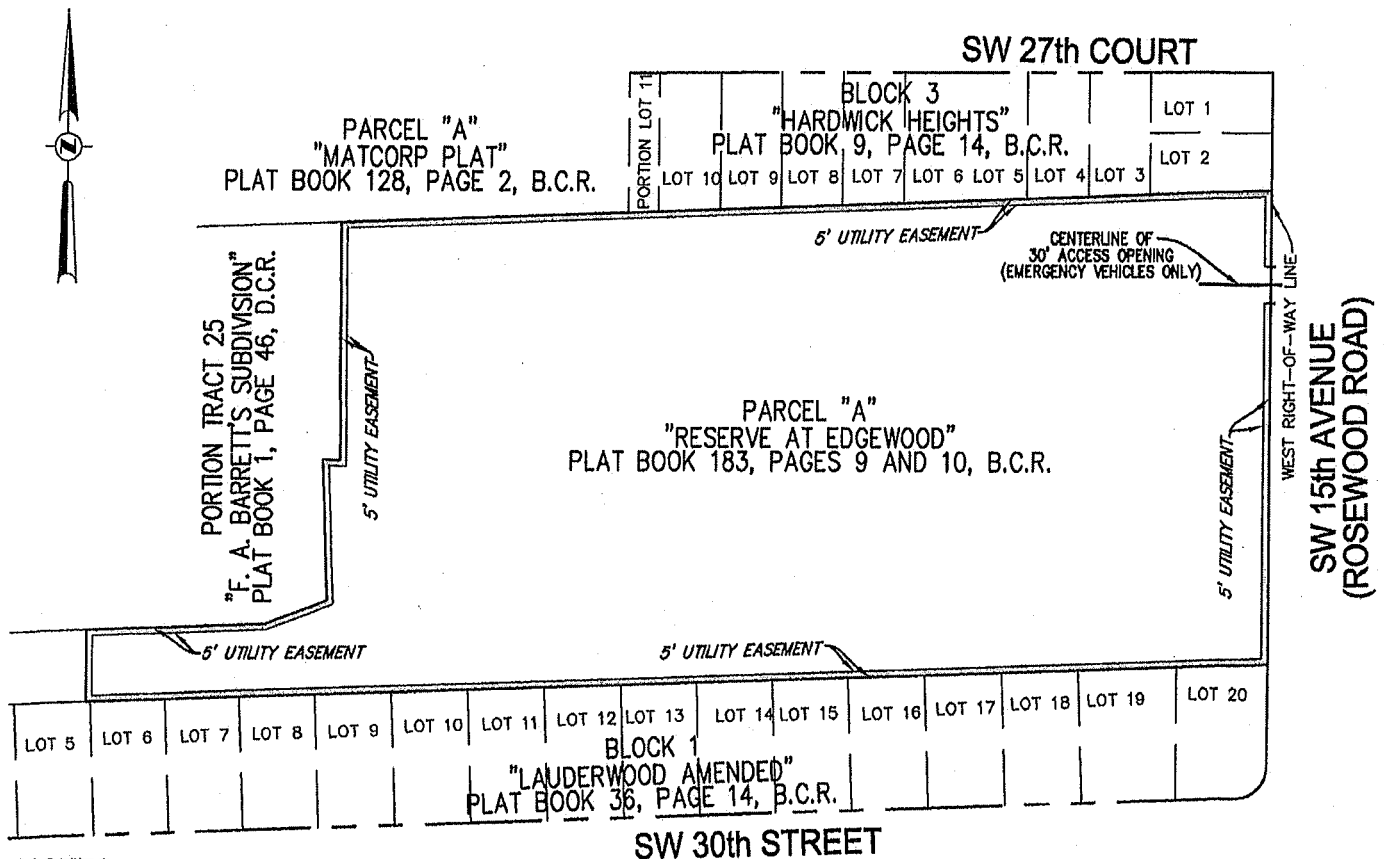 SW 27th COURT
PARCEL "A"
"MATCORP PLAT"
PLAT BOOK 128, PAGE 2, B.C.R.
PORTION LOT 11
BLOCK 3
"HARDWICK HEIGHTS"
PLAT BOOK 9, PAGE 14, B.C.R.
LOT 10
LOT 9
LOT 8
LOT 7
LOT 6
LOT 5
LOT 4
LOT 3
LOT 1
LOT 2
N
5' UTILITY EASEMENT
CENTERLINE OF
30' ACCESS OPENING
(EMERGENCY VEHICLES ONLY)
WEST RIGHT-OF-WAY LINE
SW 15th AVENUE
(ROSEWOOD ROAD)
PORTION TRACT 25
"F. A. BARRETT'S SUBDIVISION"
PLAT BOOK 1, PAGE 46, D.C.R.
5' UTILITY EASEMENT
PARCEL "A"
"RESERVE AT EDGEWOOD"
PLAT BOOK 183, PAGES 9 AND 10, B.C.R.
5' UTILITY EASEMENT
5' UTILITY EASEMENT
5' UTILITY EASEMENT
LOT 5
LOT 6
LOT 7
LOT 8
LOT 9
LOT 10
LOT 11
LOT 12
LOT 13
LOT 14
LOT 15
LOT 16
LOT 17
LOT 18
LOT 19
LOT 20
BLOCK 1
"LAUDERWOOD AMENDED"
PLAT BOOK 36, PAGE 14, B.C.R.
SW 30th STREET